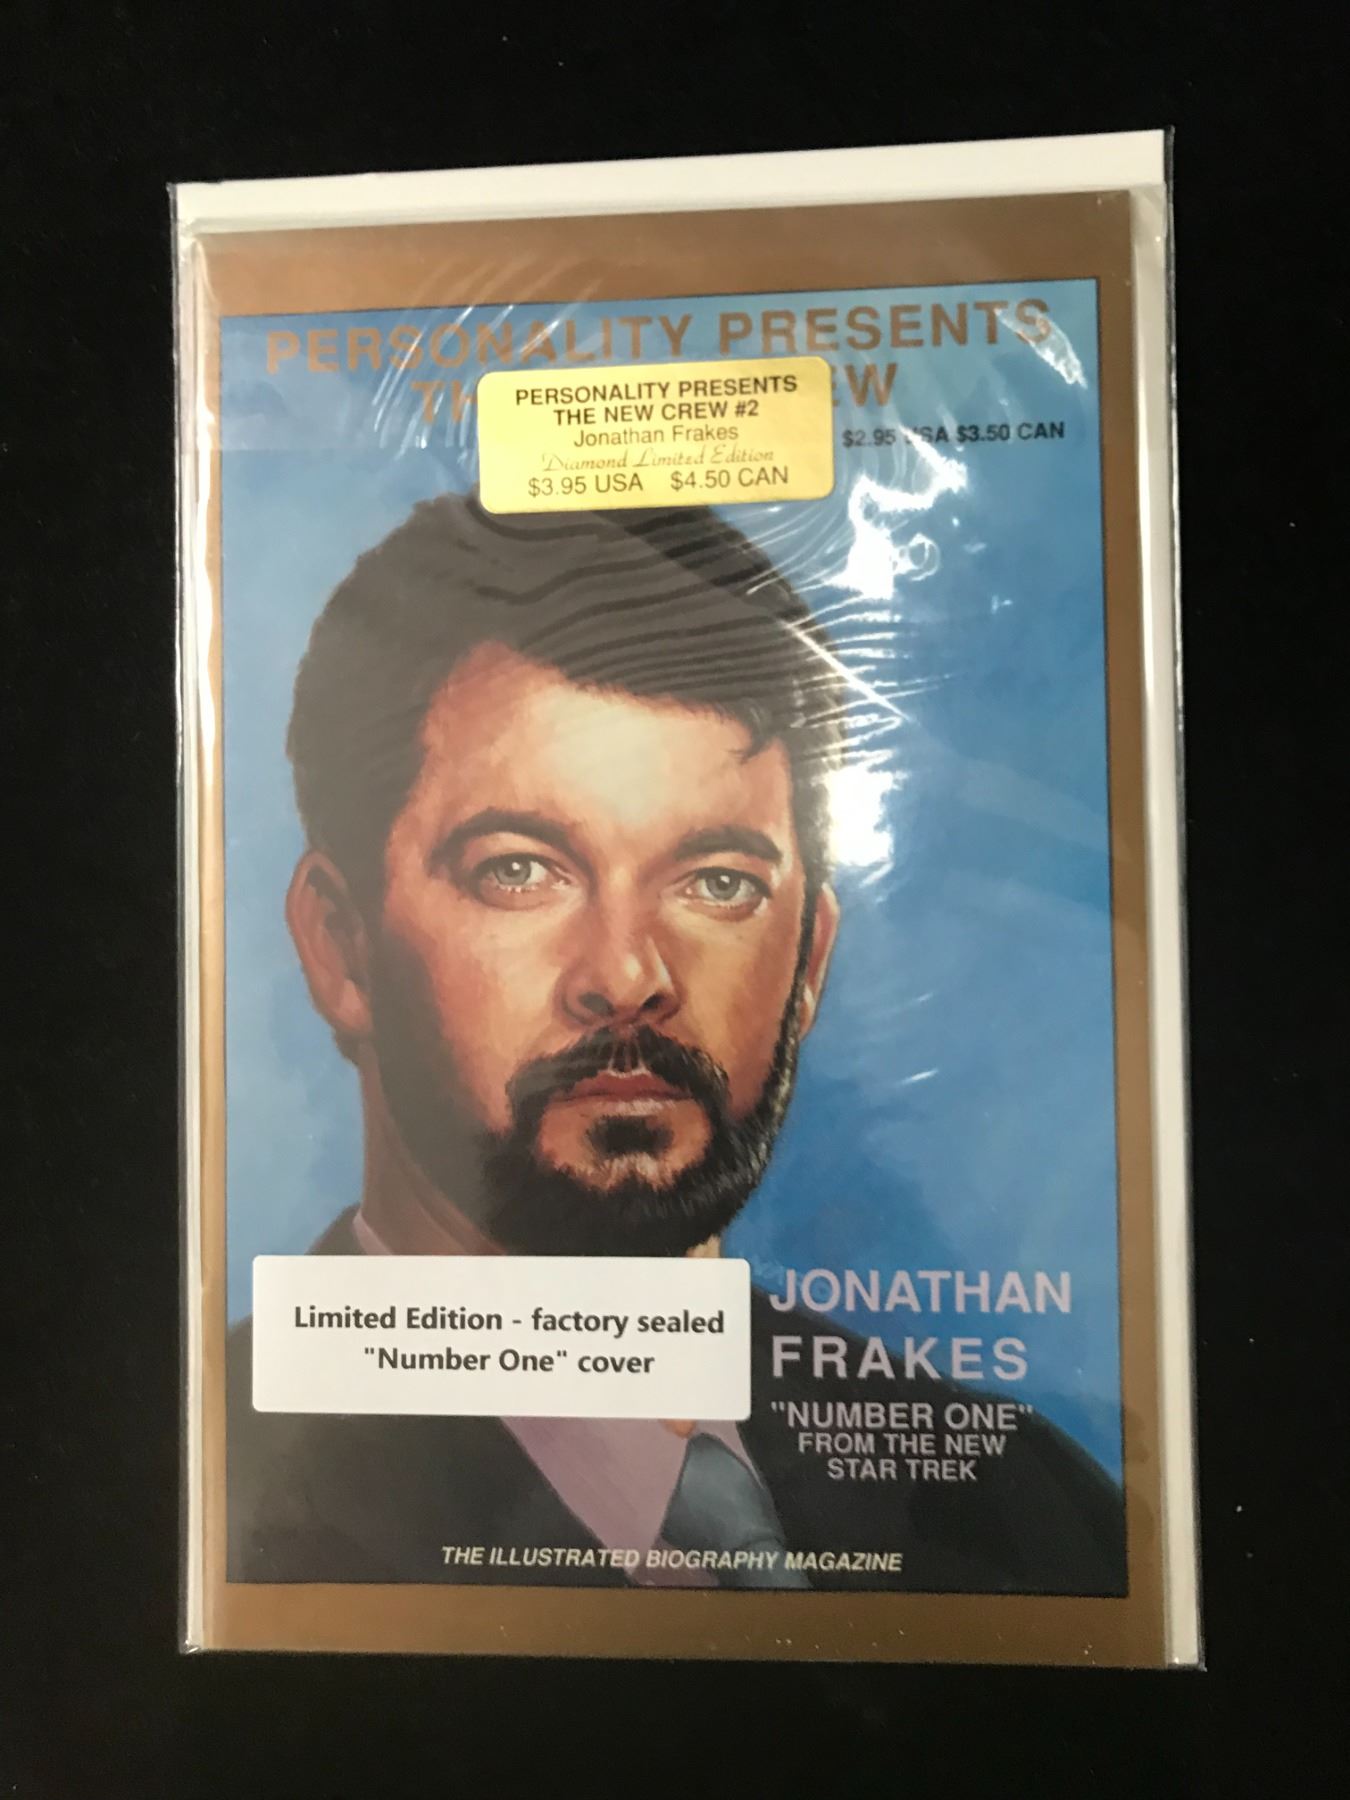 PERSONALITY PRESENTS
PERSONALITY PRESENTS
THE NEW CREW #2
Jonathan Frakes
Diamond Limited Edition
$3.95 USA $4.50 CAN
$2.95 USA $3.50 CAN
Limited Edition - factory sealed
"Number One" cover
JONATHAN
FRAKES
"NUMBER ONE"
FROM THE NEW
STAR TREK
THE ILLUSTRATED BIOGRAPHY MAGAZINE